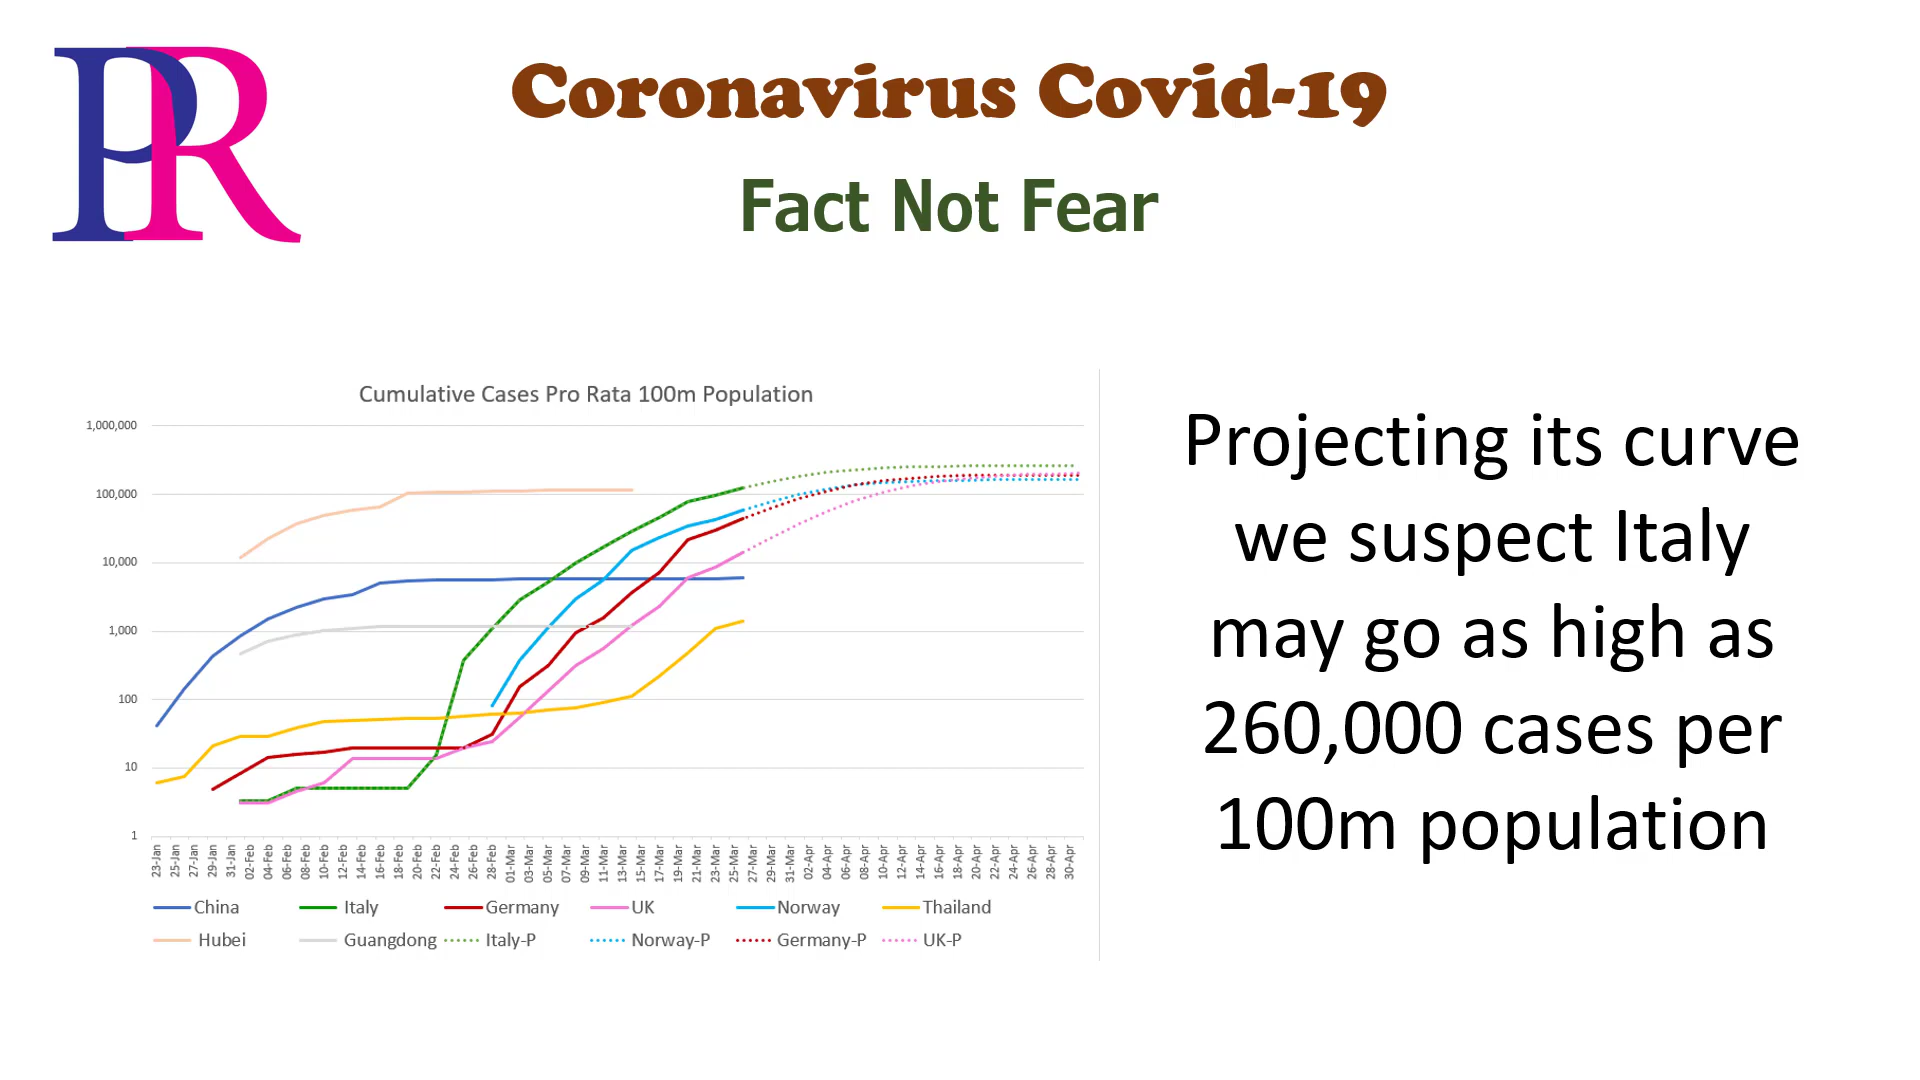 PR
Coronavirus Covid-19
Fact Not Fear
Cumulative Cases Pro Rata 100m Population
1,000,000
100,000
10,000
1,000
100
10
1
23-Jan 25-Jan 27-Jan 29-Jan 31-Jan 02-Feb 04-Feb 06-Feb 08-Feb 10-Feb 12-Feb 14-Feb 16-Feb 18-Feb 20-Feb 22-Feb 24-Feb 26-Feb 28-Feb 01-Mar 03-Mar 05-Mar 07-Mar 09-Mar 11-Mar 13-Mar 15-Mar 17-Mar 19-Mar 21-Mar 23-Mar 25-Mar 27-Mar 29-Mar 31-Mar 02-Apr 04-Apr 06-Apr 08-Apr 10-Apr 12-Apr 14-Apr 16-Apr 18-Apr 20-Apr 22-Apr 24-Apr 26-Apr 28-Apr 30-Apr
China Italy Germany UK Norway Thailand
Hubei Guangdong Italy-P Norway-P Germany-P UK-P
Projecting its curve
we suspect Italy
may go as high as
260,000 cases per
100m population